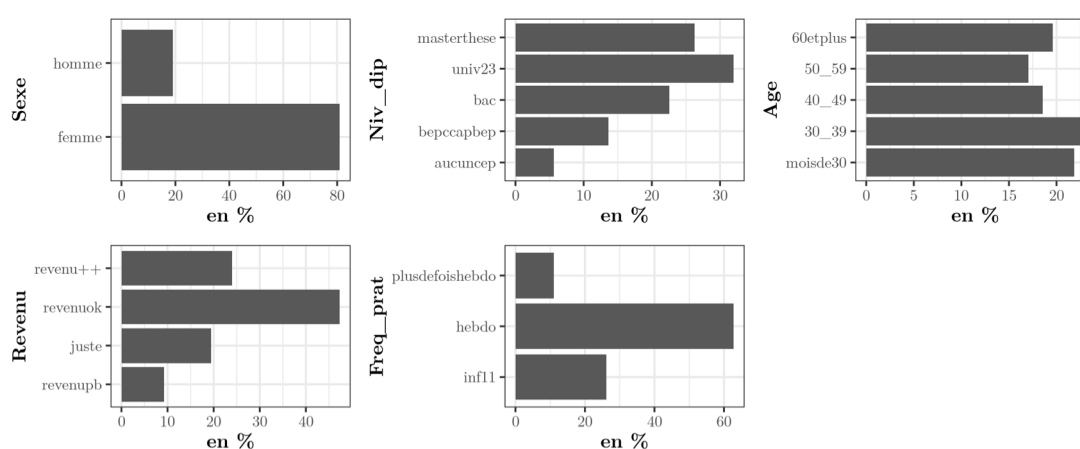 Sexe
homme
femme
0 20 40 60 80
en %
Niv_dip
masterthese
univ23
bac
bepccapbep
aucuncep
0 10 20 30
en %
Age
60etplus
50_59
40_49
30_39
moisde30
0 5 10 15 20
en %
Revenu
revenu++
revenuok
juste
revenupb
0 10 20 30 40
en %
Freq_prat
plusdefoishebdo
hebdo
inf11
0 20 40 60
en %